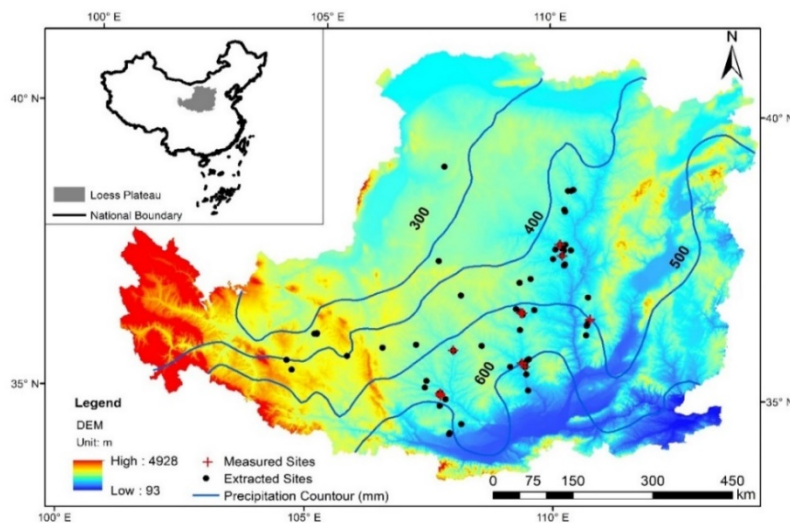 100° E
105° E
110° E
N
40° N
40° N
Loess Plateau
National Boundary
300
400
500
600
35° N
35° N
Legend
DEM
Unit: m
High : 4928
Low : 93
Measured Sites
Extracted Sites
Precipitation Countour (mm)
0 75 150 300 450
km
100° E
105° E
110° E